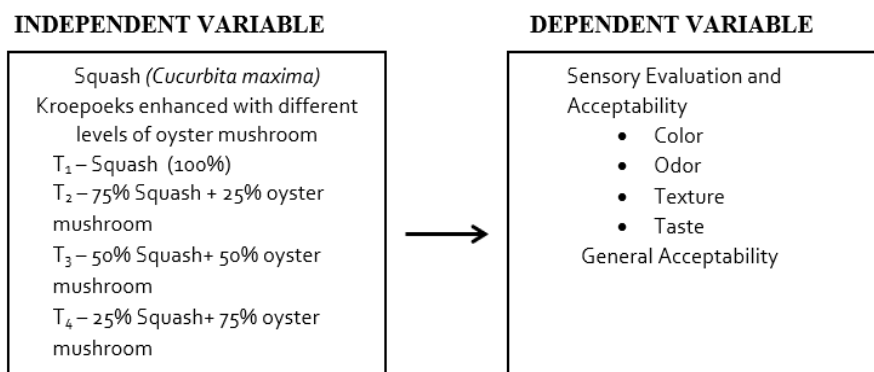 INDEPENDENT VARIABLE
Squash (Cucurbita maxima)
Kroepoeks enhanced with different
levels of oyster mushroom
T₁ – Squash (100%)
T₂ – 75% Squash + 25% oyster
mushroom
T₃ – 50% Squash+ 50% oyster
mushroom
T₄ – 25% Squash+ 75% oyster
mushroom
DEPENDENT VARIABLE
Sensory Evaluation and
Acceptability
• Color
• Odor
• Texture
• Taste
General Acceptability